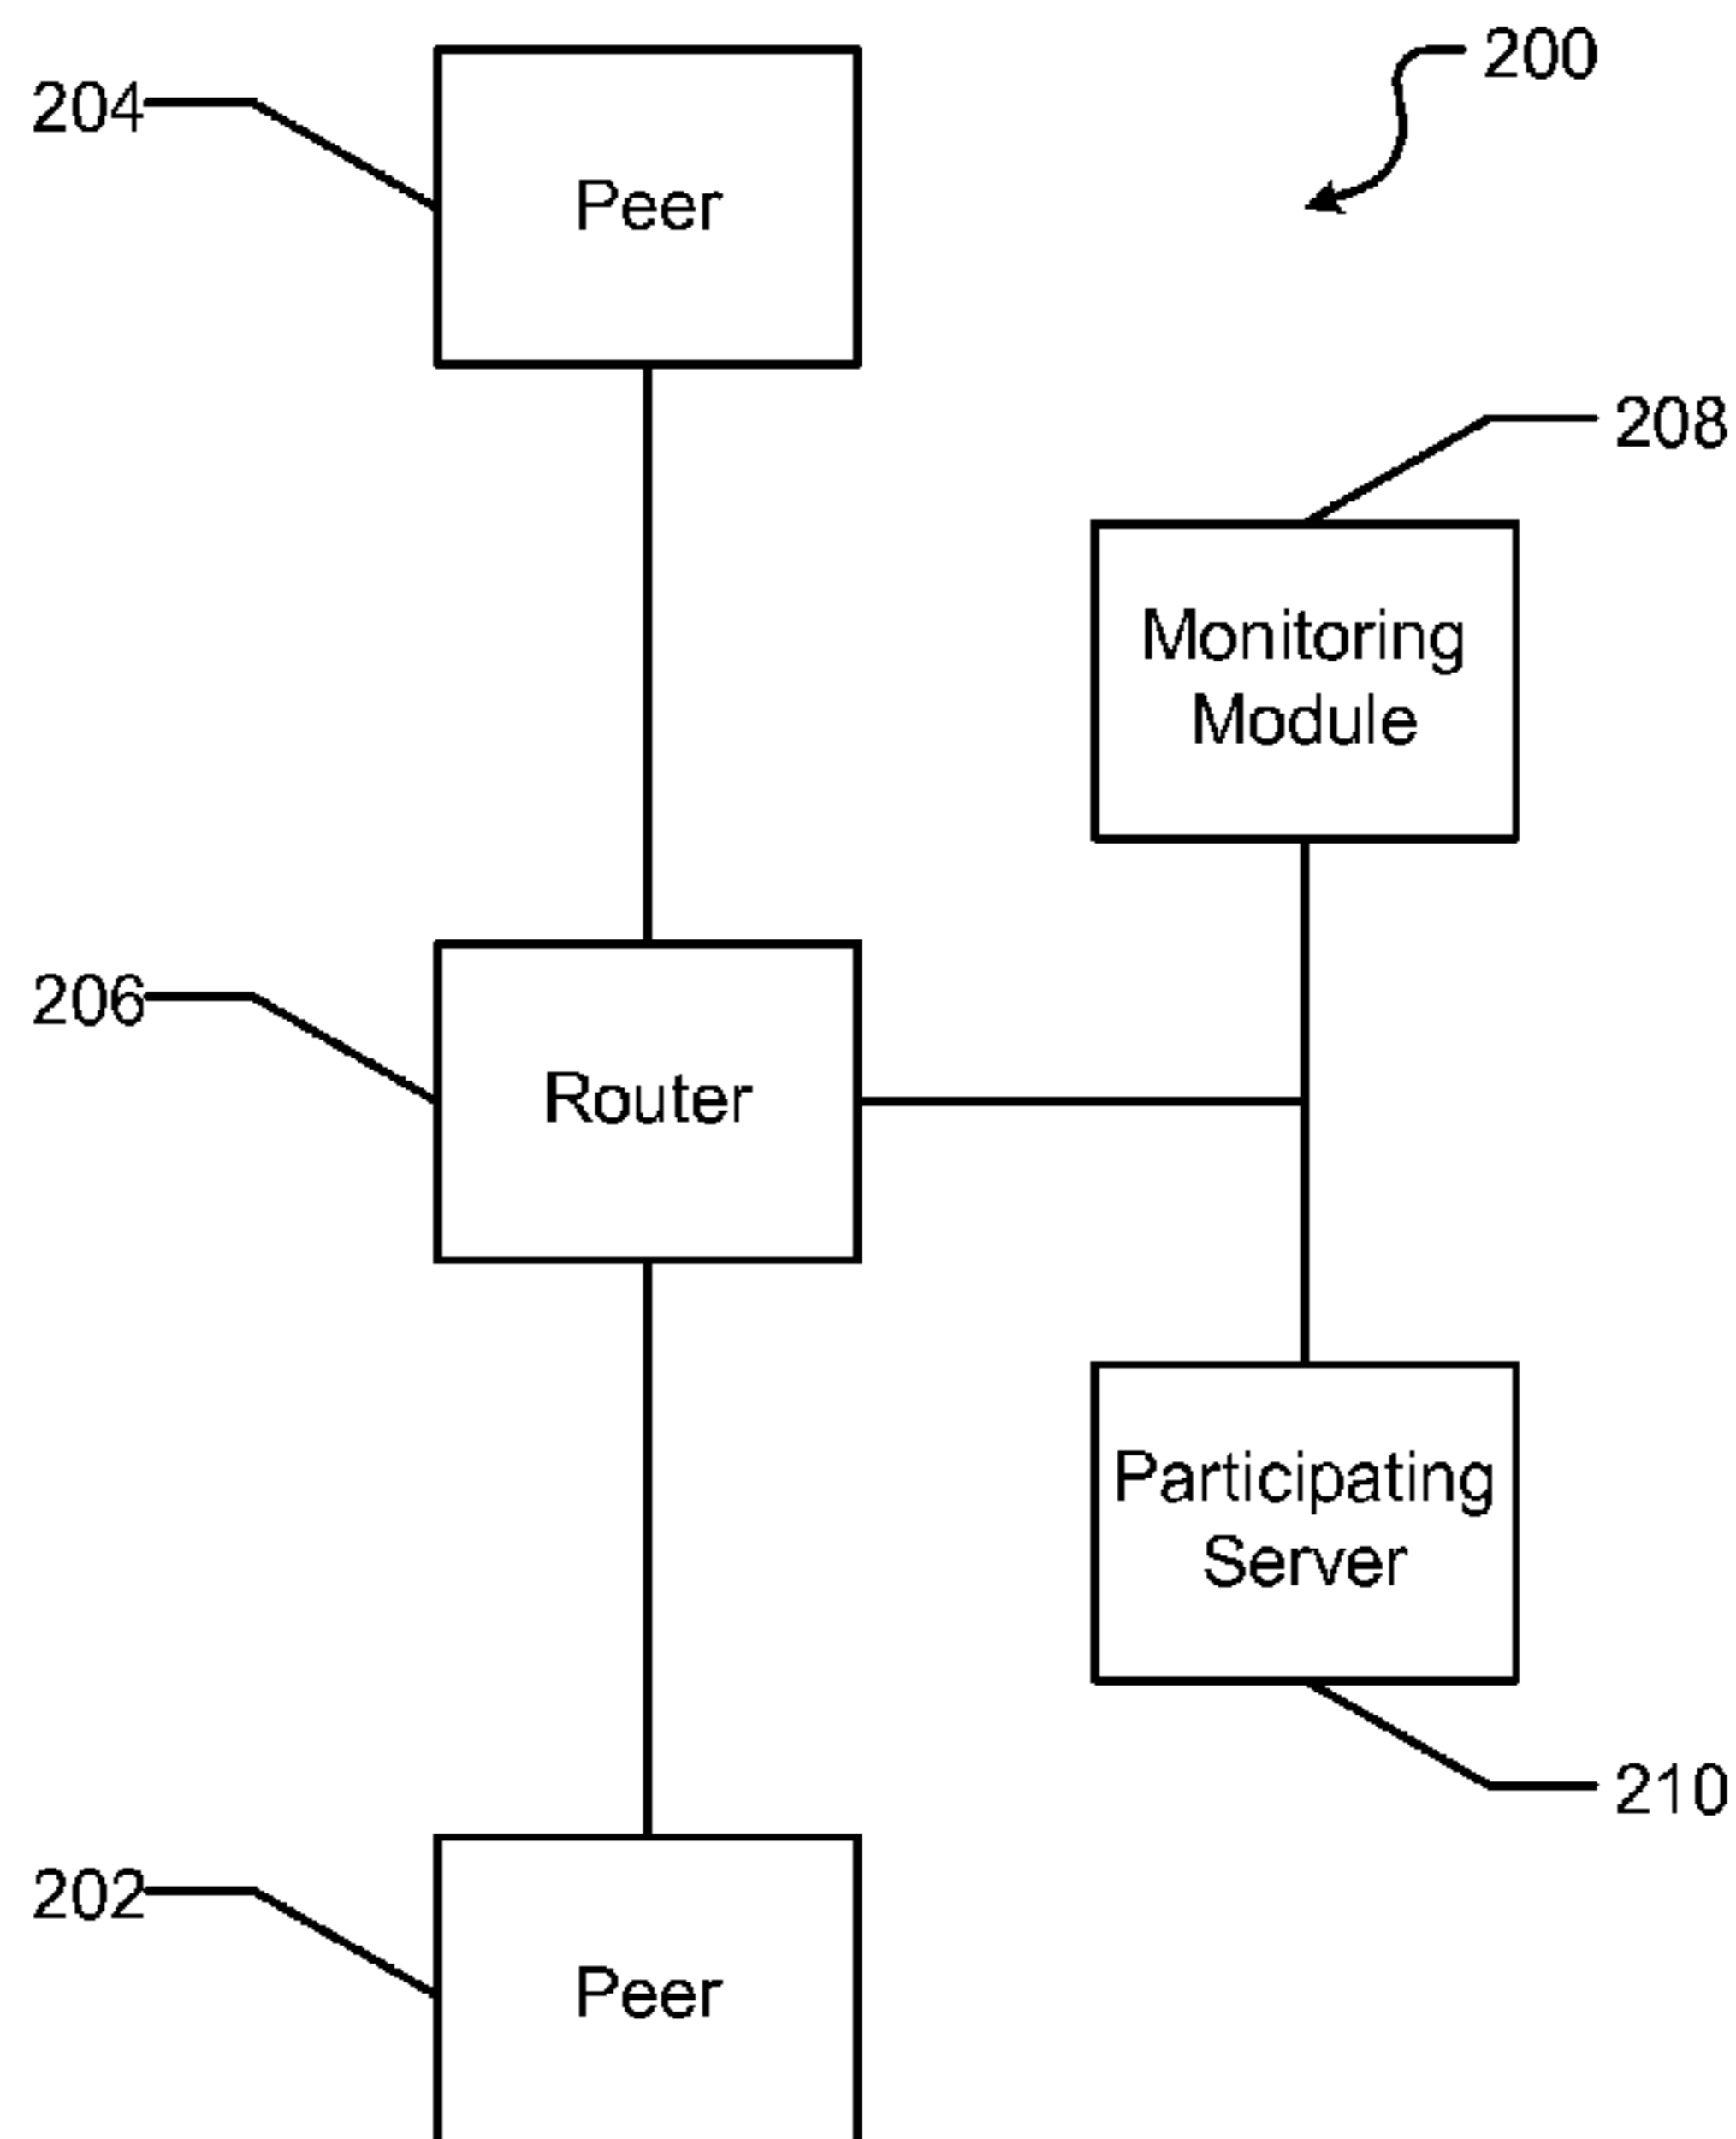 200
204
Peer
208
Monitoring
Module
206
Router
Participating
Server
210
202
Peer